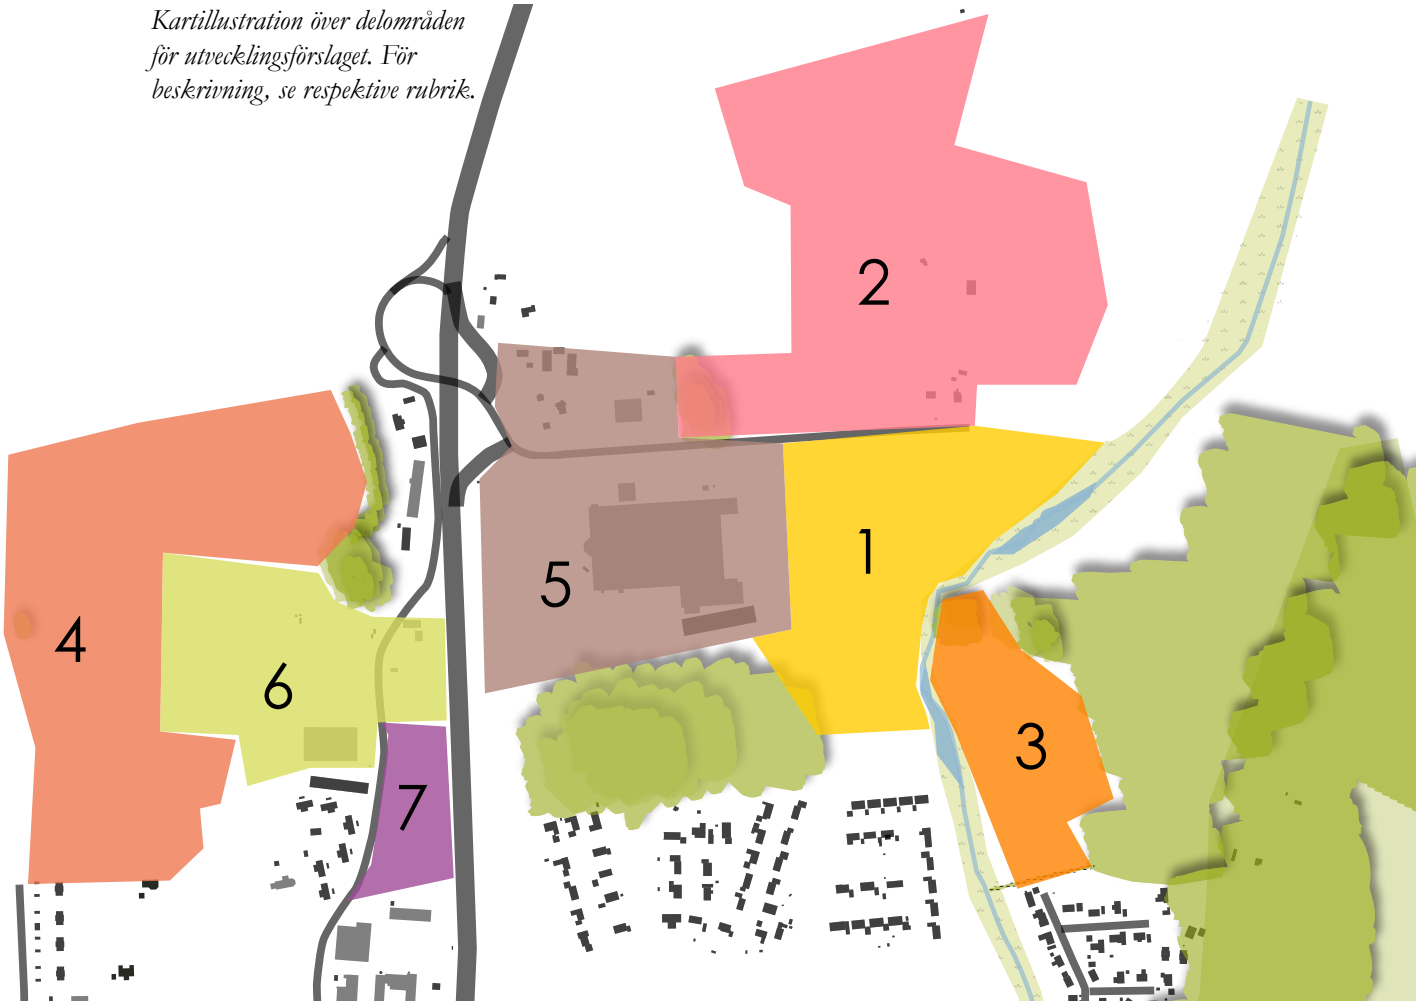 Kartillustration över delområden
för utvecklingsförslaget. För
beskrivning, se respektive rubrik.
2
1
5
4
6
3
7